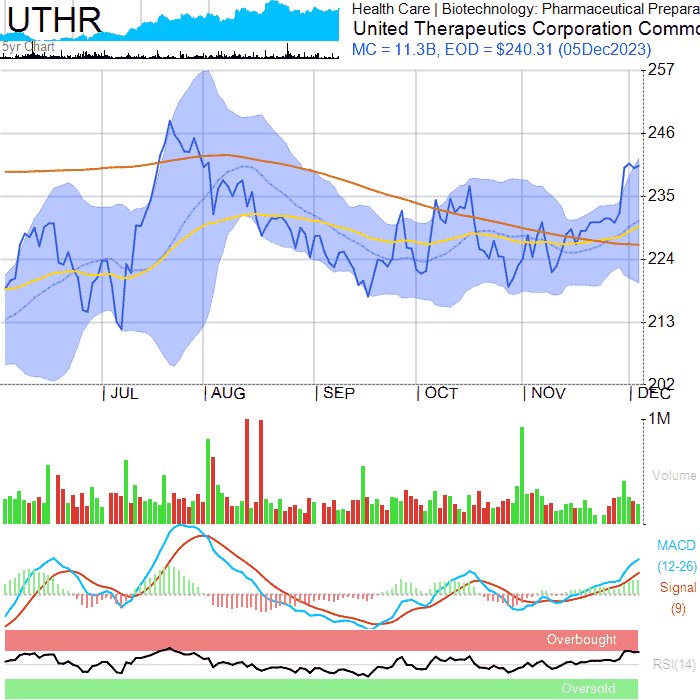 UTHR
5yr Chart
Health Care | Biotechnology: Pharmaceutical Prepara
United Therapeutics Corporation Commo
MC = 11.3B, EOD = $240.31 (05Dec2023)
257
246
235
224
213
202
JUL
AUG
SEP
OCT
NOV
DEC
1M
Volume
MACD
(12-26)
Signal
(9)
Overbought
RSI(14)
Oversold